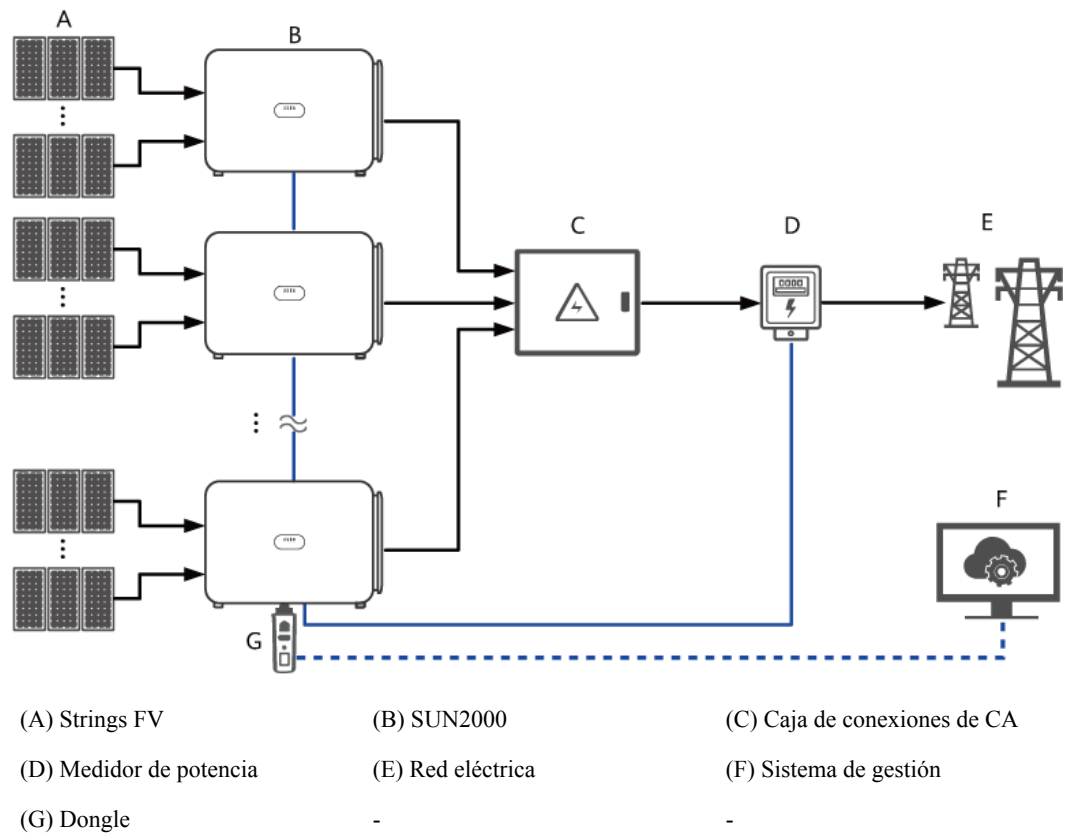 A
B
C
D
E
F
G
(A) Strings FV (B) SUN2000 (C) Caja de conexiones de CA
(D) Medidor de potencia (E) Red eléctrica (F) Sistema de gestión
(G) Dongle - -